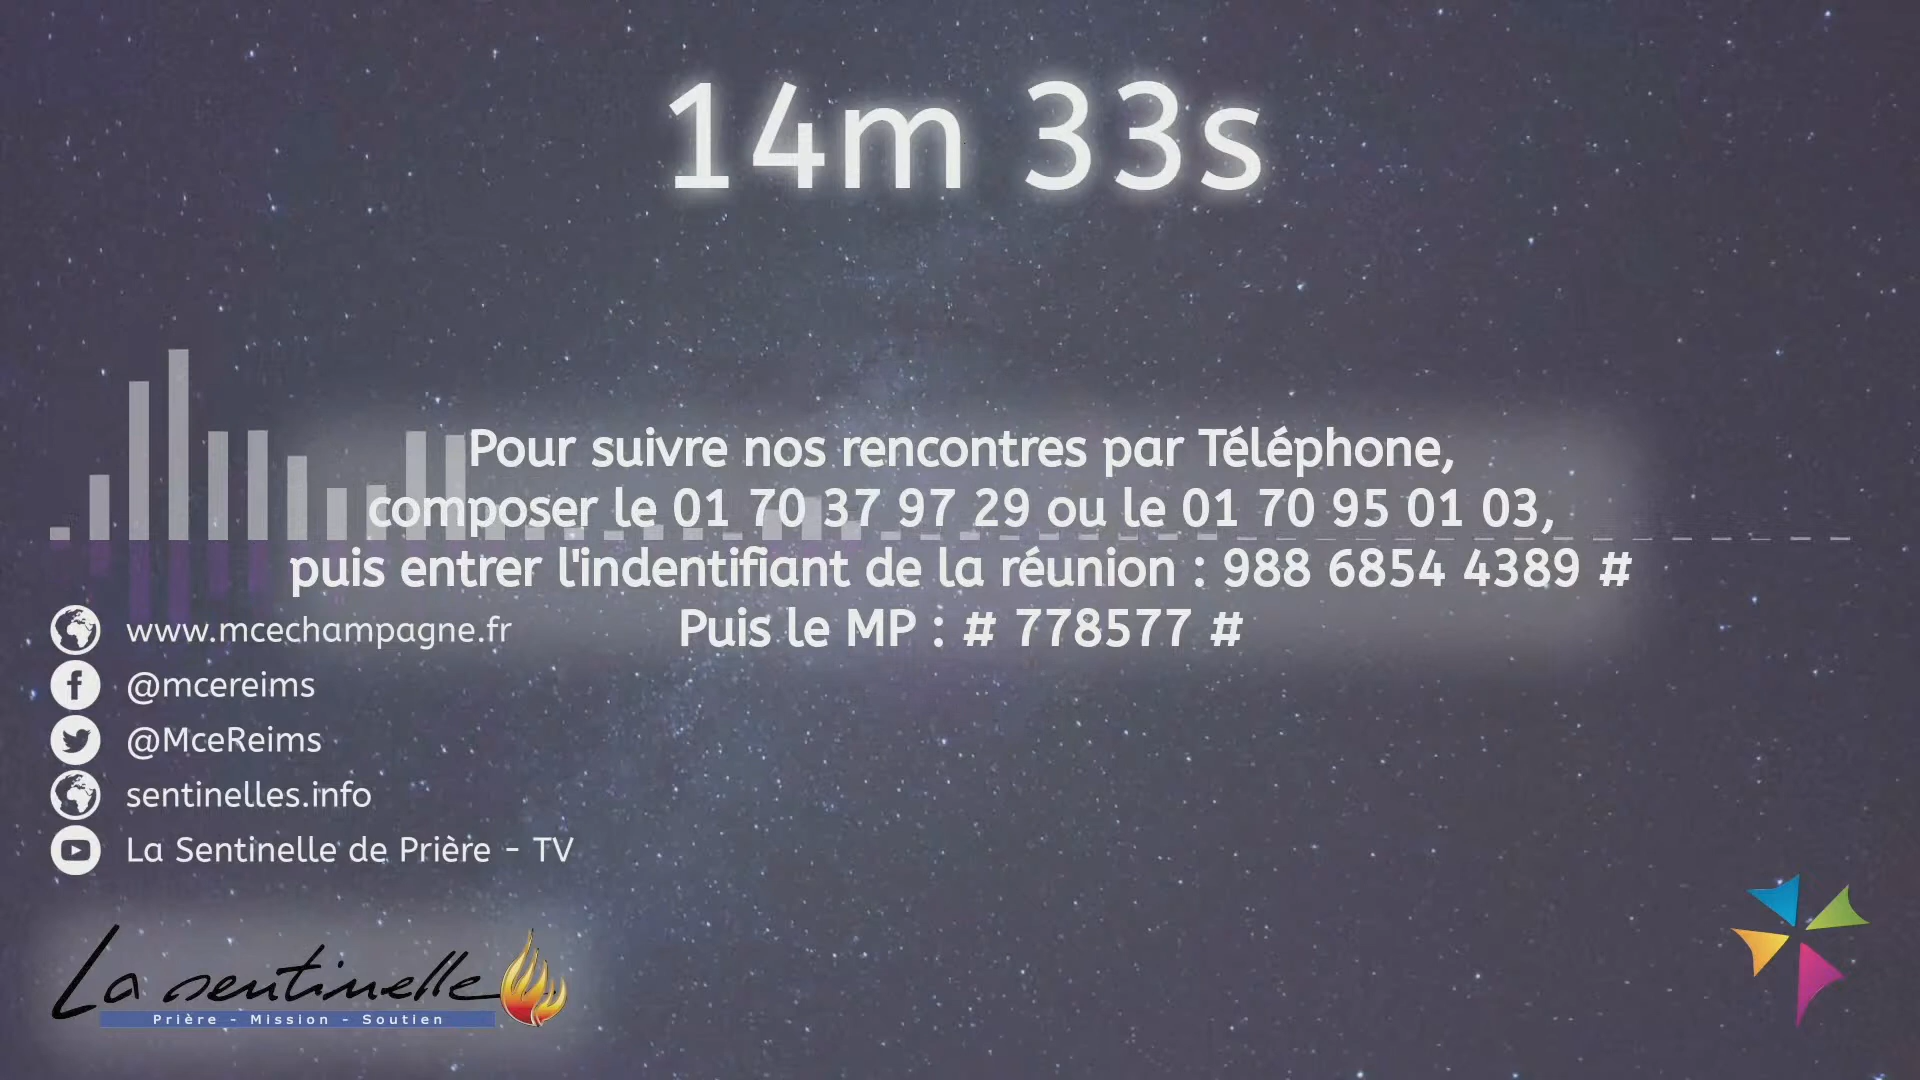 14m 33s
Pour suivre nos rencontres par Téléphone,
composer le 01 70 37 97 29 ou le 01 70 95 01 03,
puis entrer l'indentifiant de la réunion : 988 6854 4389 #
Puis le MP : # 778577 #
www.mcechampagne.fr
@mcereims
@MceReims
sentinelles.info
La Sentinelle de Prière - TV
La sentinelle
Prière - Mission - Soutien